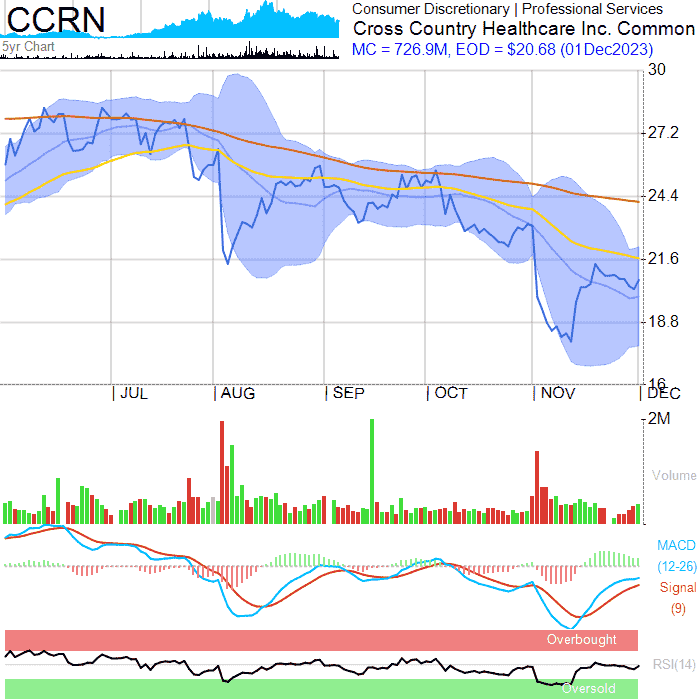 CCRN
Consumer Discretionary | Professional Services
Cross Country Healthcare Inc. Common
MC = 726.9M, EOD = $20.68 (01Dec2023)
5yr Chart
30
27.2
24.4
21.6
18.8
16
JUL AUG SEP OCT NOV DEC
2M
Volume
MACD
(12-26)
Signal
(9)
Overbought
RSI(14)
Oversold